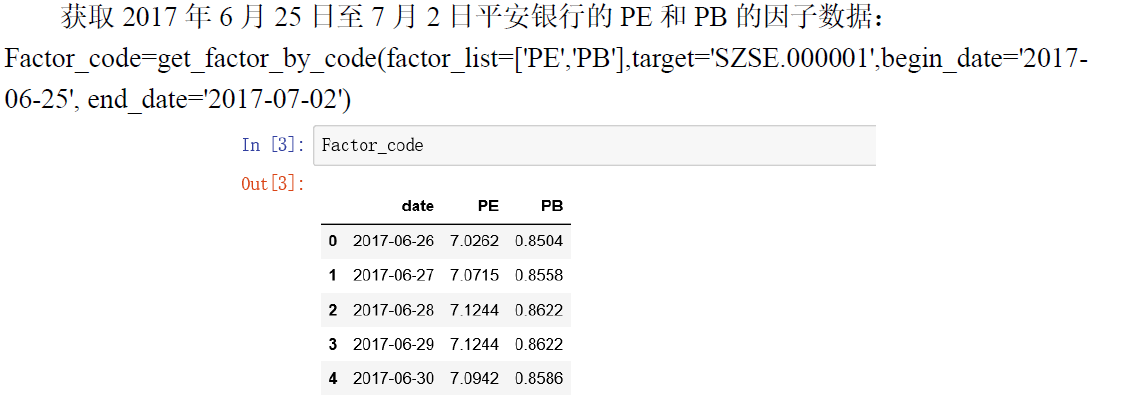 获取 2017 年 6 月 25 日至 7 月 2 日平安银行的 PE 和 PB 的因子数据：
Factor_code=get_factor_by_code(factor_list=['PE','PB'],target='SZSE.000001',begin_date='2017-
06-25', end_date='2017-07-02')
In [3]: Factor_code
Out[3]:
date PE PB
0 2017-06-26 7.0262 0.8504
1 2017-06-27 7.0715 0.8558
2 2017-06-28 7.1244 0.8622
3 2017-06-29 7.1244 0.8622
4 2017-06-30 7.0942 0.8586